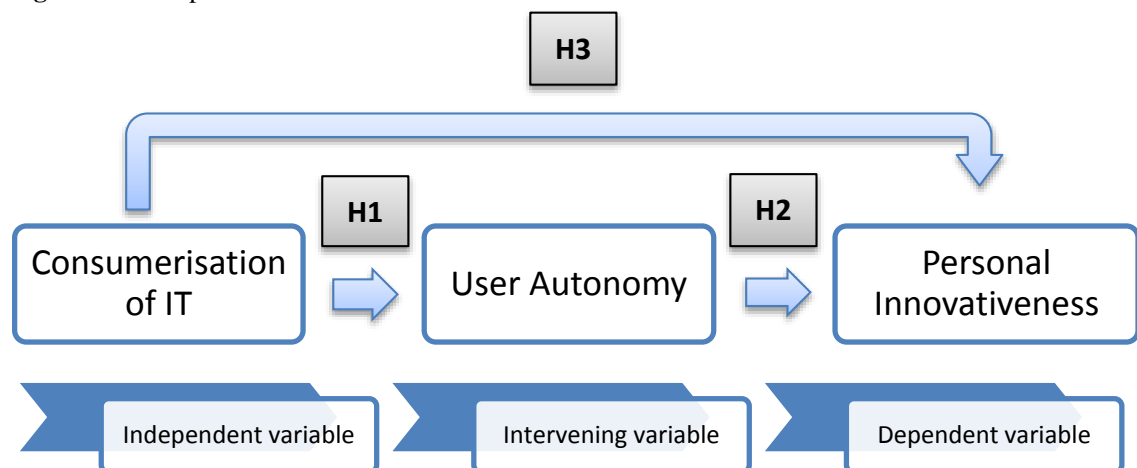 H3
H1
H2
Consumerisation
of IT
User Autonomy
Personal
Innovativeness
Independent variable
Intervening variable
Dependent variable